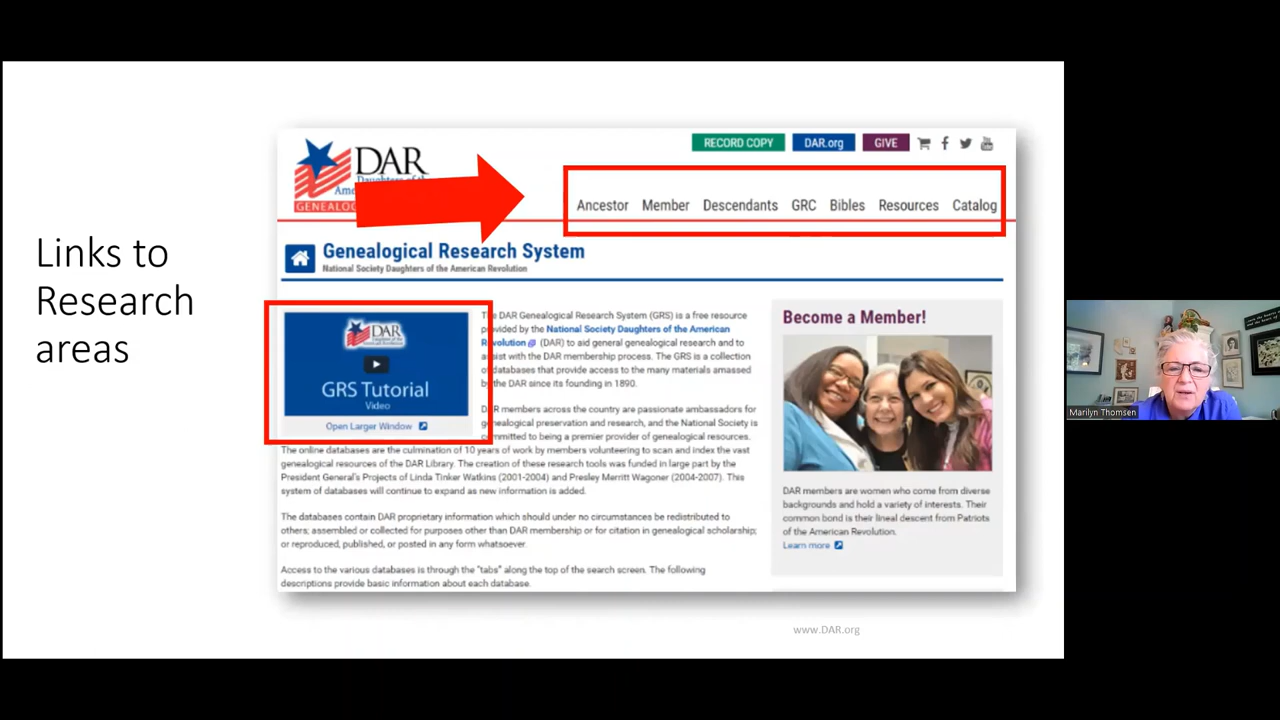 Links to
Research
areas
RECORD COPY
DAR.org
GIVE
DAR
Daughters of the
GENEALO
Ancestor Member Descendants GRC Bibles Resources Catalog
Genealogical Research System
National Society Daughters of the American Revolution
DAR
GRS Tutorial
Video
Open Larger Window
The DAR Genealogical Research System (GRS) is a free resource
provided by the National Society Daughters of the American
Revolution (DAR) to aid general genealogical research and to
assist with the DAR membership process. The GRS is a collection
of databases that provide access to the many materials amassed
by the DAR since its founding in 1890.
DAR members across the country are passionate ambassadors for
genealogical preservation and research, and the National Society is
committed to being a premier provider of genealogical resources.
The online databases are the culmination of 10 years of work by members volunteering to scan and index the vast
genealogical resources of the DAR Library. The creation of these research tools was funded in large part by the
President General's Projects of Linda Tinker Watkins (2001-2004) and Presley Merritt Wagoner (2004-2007). This
system of databases will continue to expand as new information is added.
The databases contain DAR proprietary information which should under no circumstances be redistributed to
others; assembled or collected for purposes other than DAR membership or for citation in genealogical scholarship;
or reproduced, published, or posted in any form whatsoever.
Access to the various databases is through the "tabs" along the top of the search screen. The following
descriptions provide basic information about each database.
Become a Member!
DAR members are women who come from diverse
backgrounds and hold a variety of interests. Their
common bond is their lineal descent from Patriots
of the American Revolution.
Learn more
www.DAR.org
Marilyn Thomsen